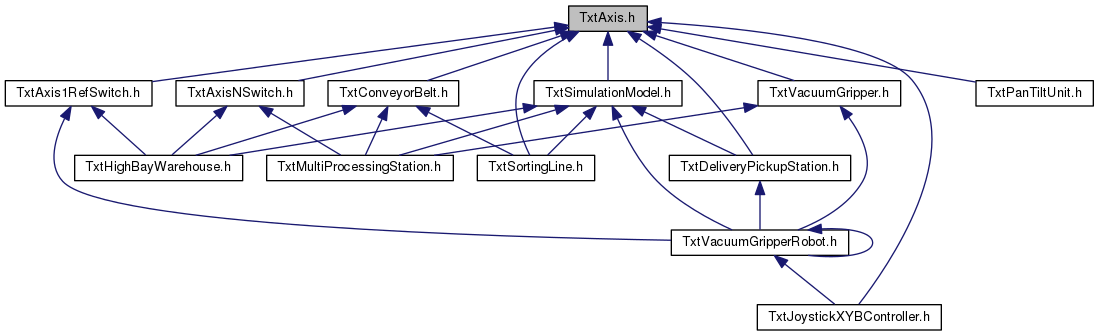 TxtAxis.h
TxtAxis1RefSwitch.h
TxtAxisNSwitch.h
TxtConveyorBelt.h
TxtSimulationModel.h
TxtVacuumGripper.h
TxtPanTiltUnit.h
TxtHighBayWarehouse.h
TxtMultiProcessingStation.h
TxtSortingLine.h
TxtDeliveryPickupStation.h
TxtVacuumGripperRobot.h
TxtJoystickXYBController.h